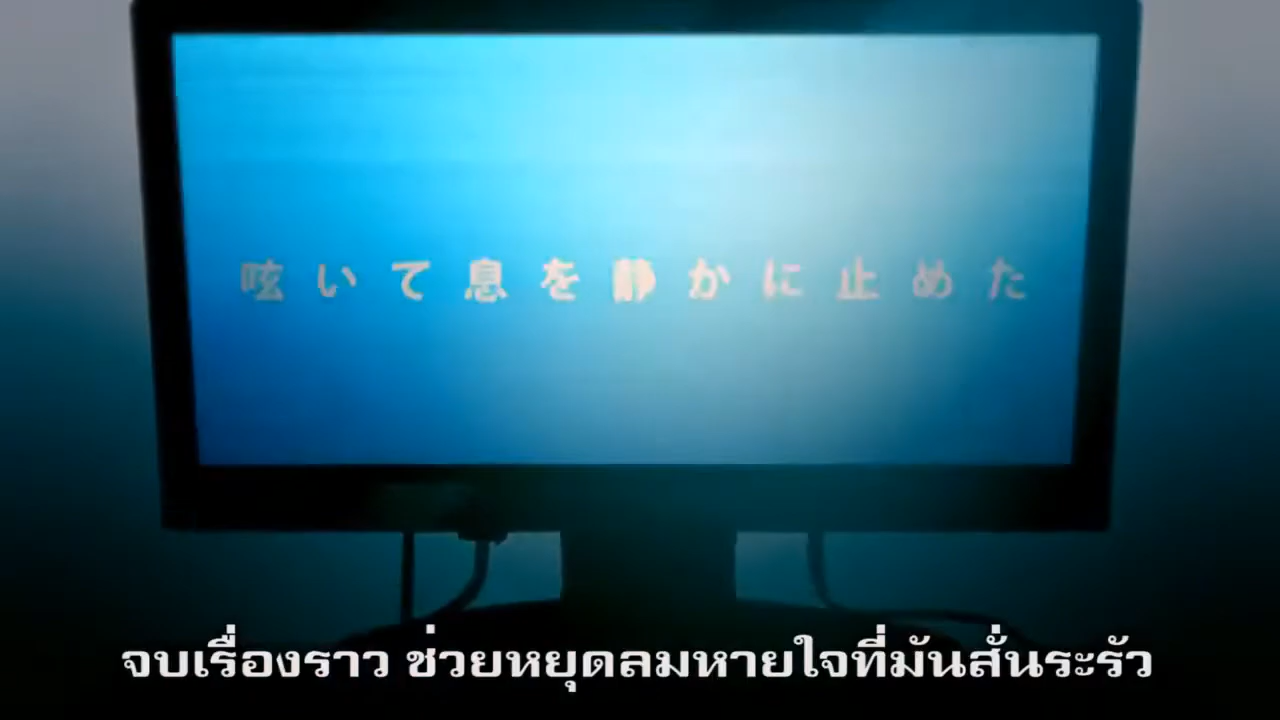 呟いて息を静かに止めた
จบเรื่องราว ช่วยหยุดลมหายใจที่มันสั่นระรัว